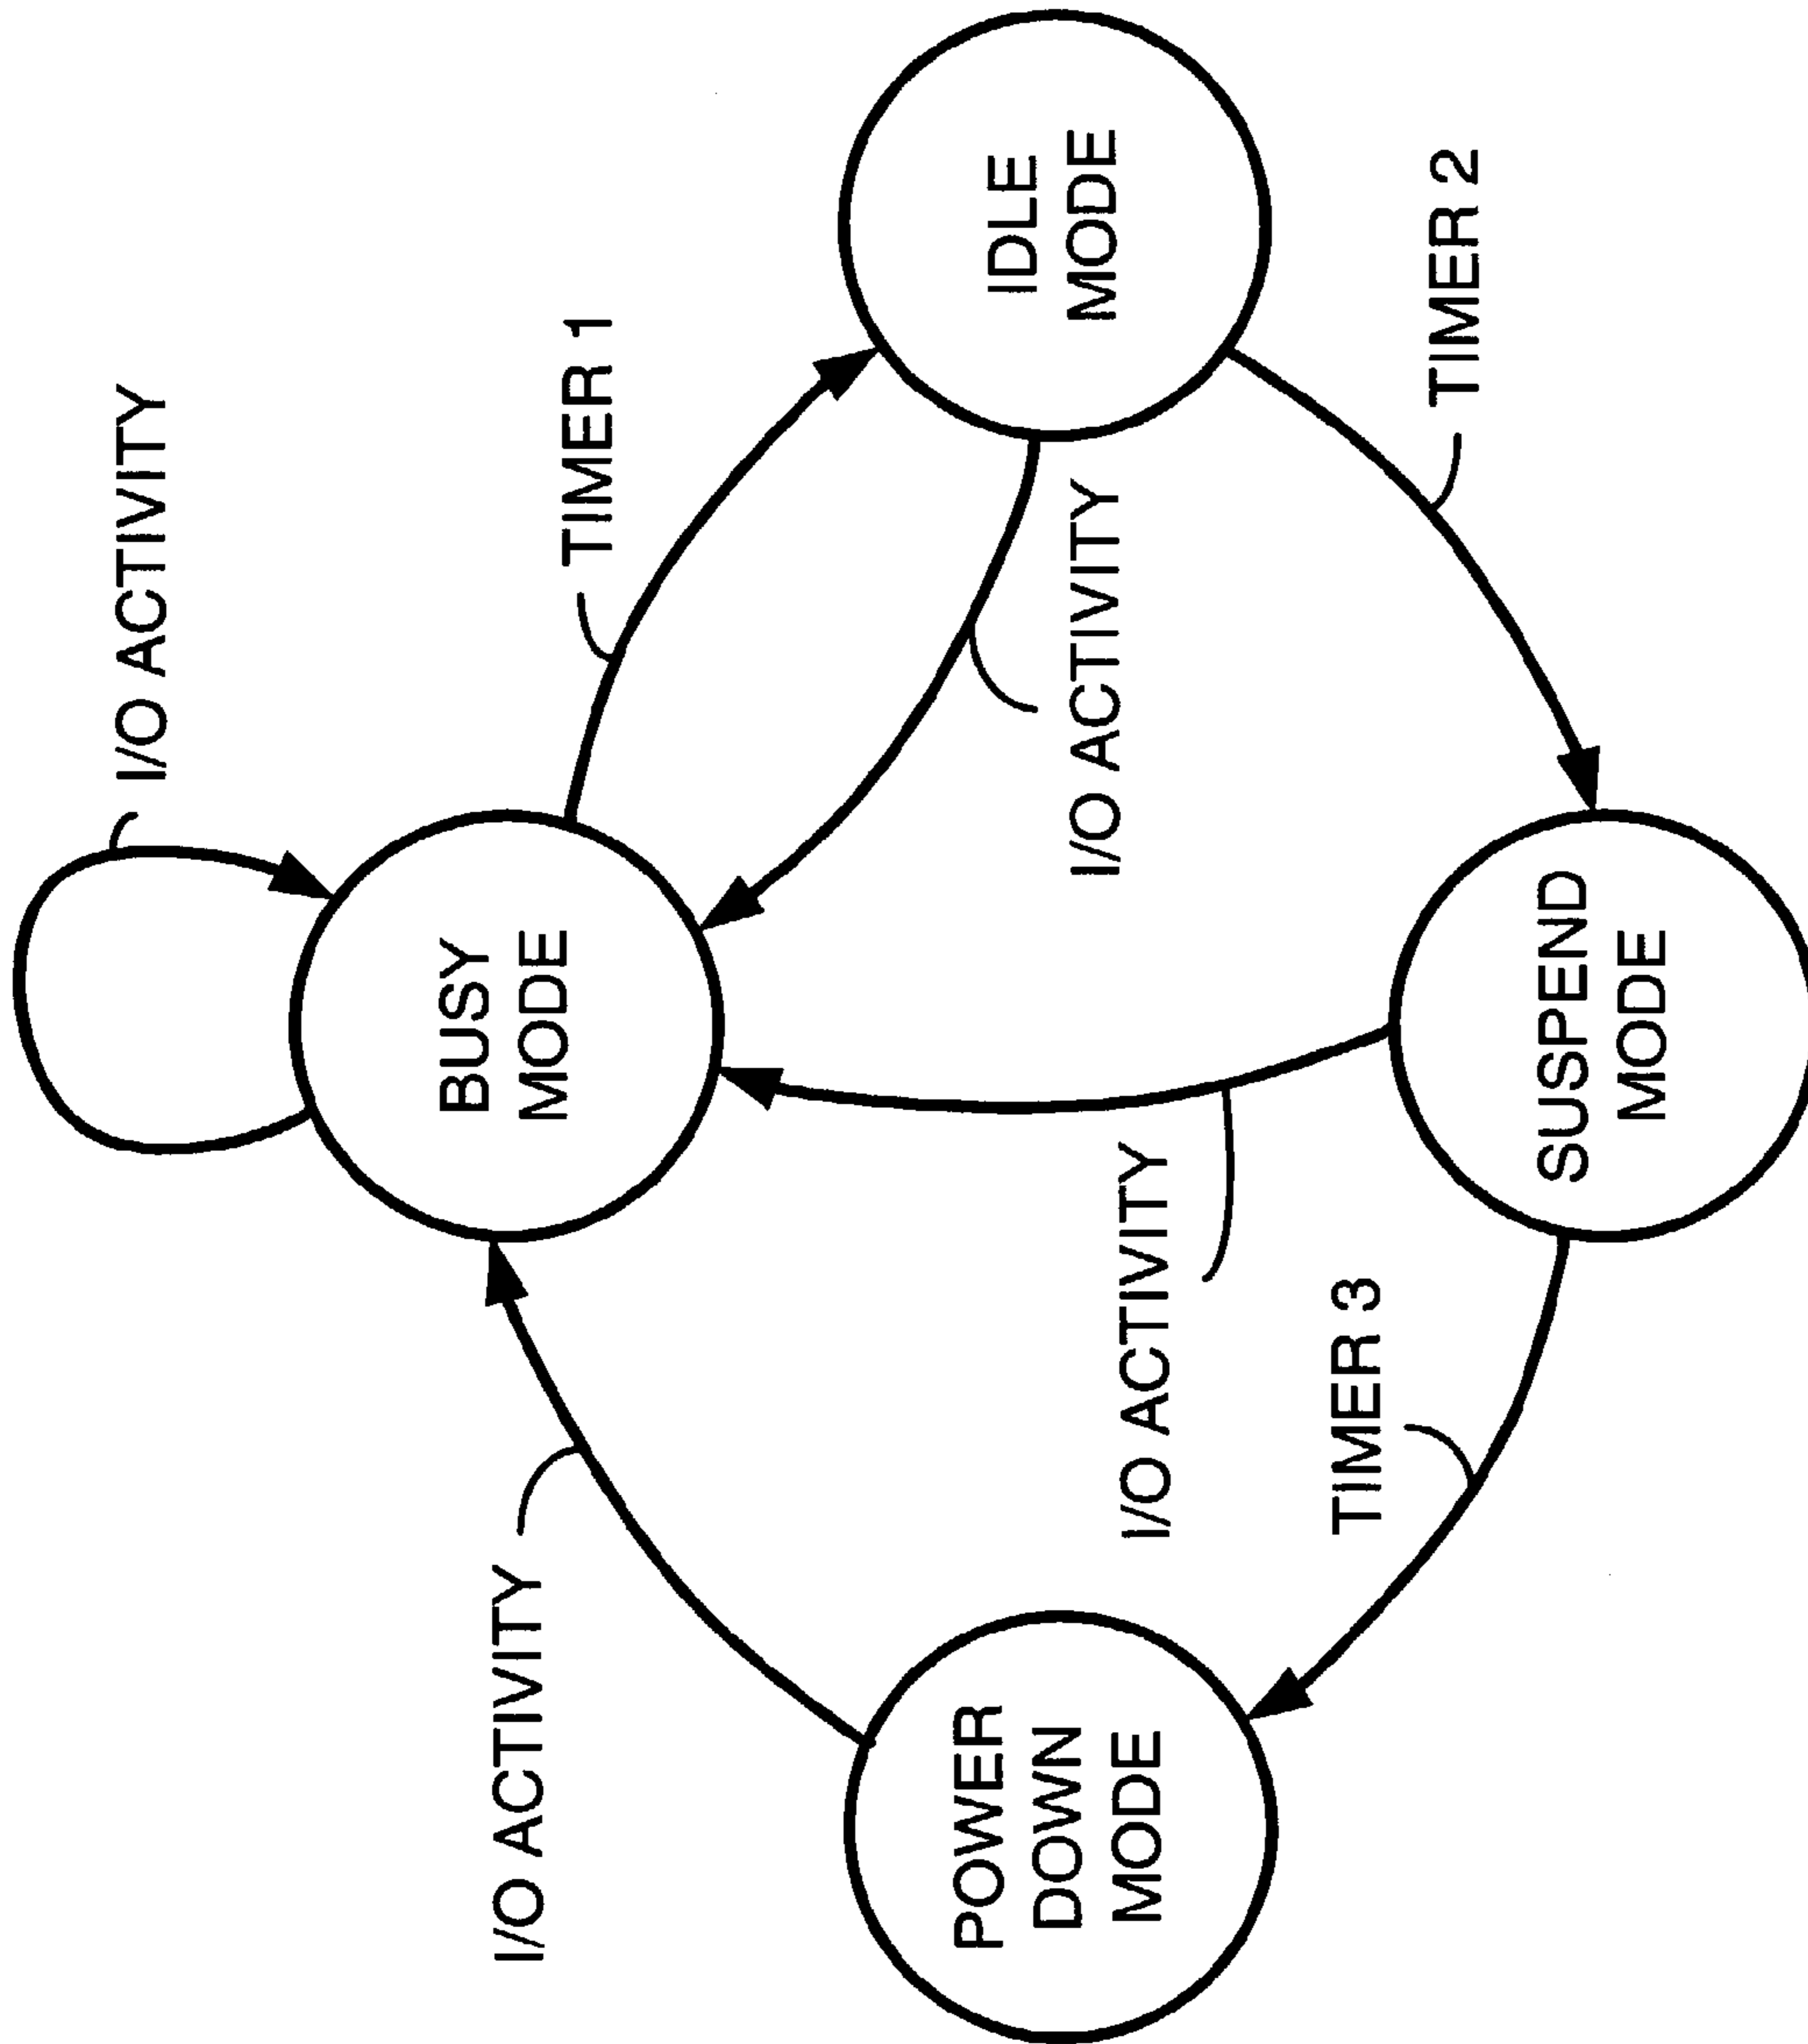 I/O ACTIVITY
I/O ACTIVITY
BUSY
MODE
TIMER 1
POWER
DOWN
MODE
I/O ACTIVITY
I/O ACTIVITY
IDLE
MODE
TIMER 3
SUSPEND
MODE
TIMER 2